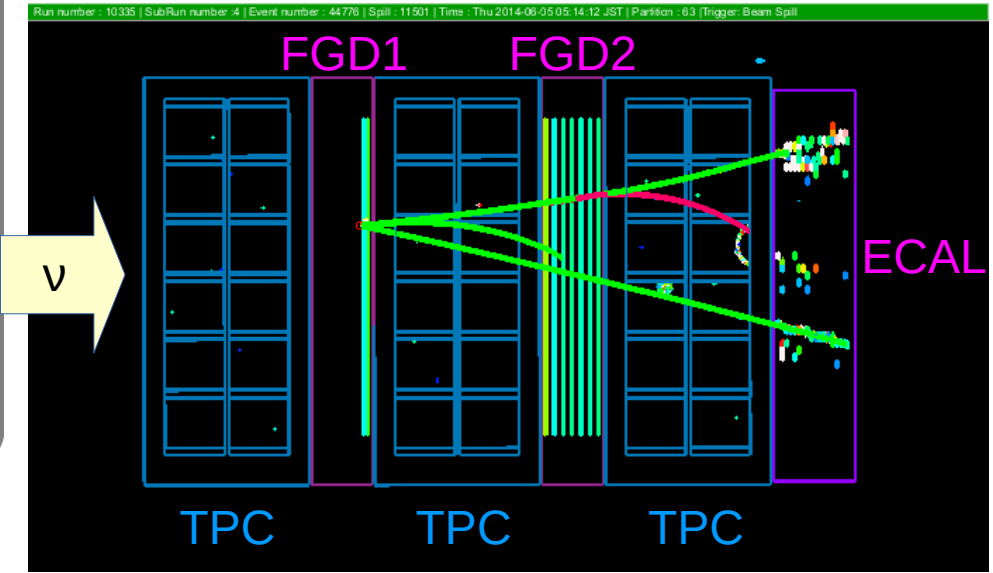 Run number : 10335 | SubRun number :4 | Event number : 44776 | Spill : 11501 | Time : Thu 2014-06-05 05:14:12 JST | Partition : 63 |Trigger: Beam Spill
FGD1 FGD2
ν
ECAL
TPC TPC TPC